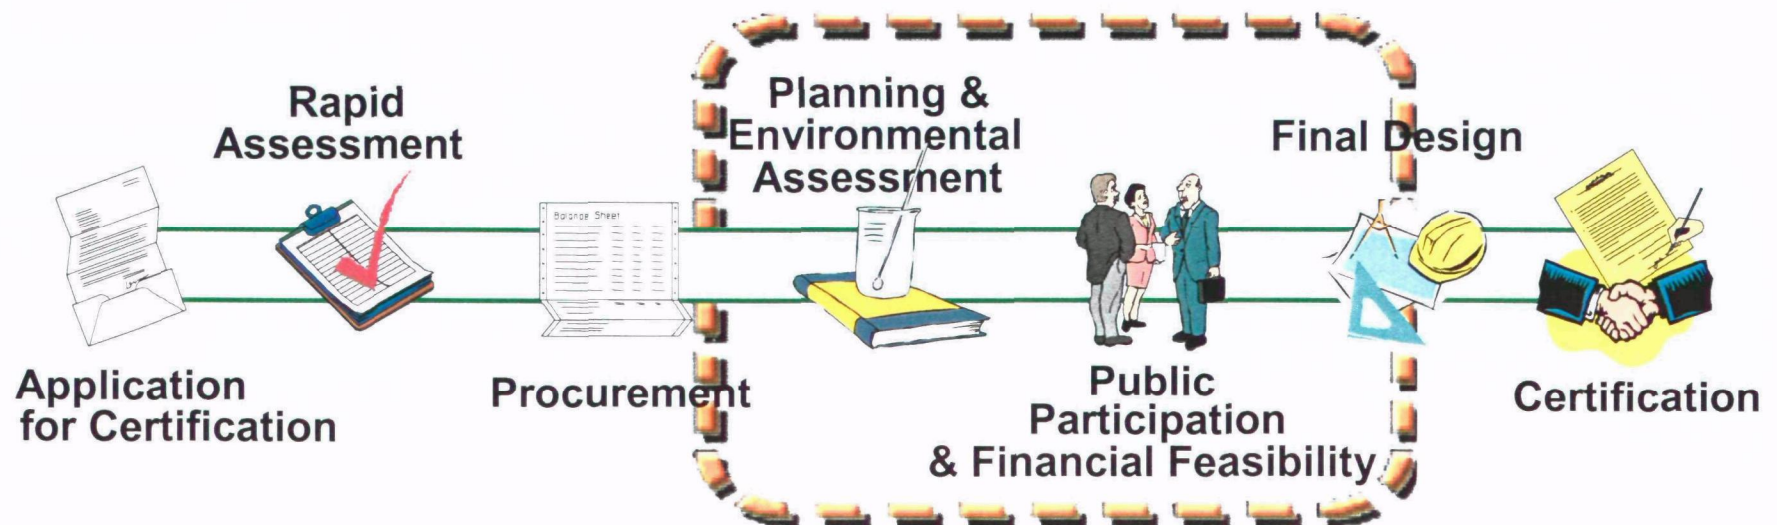 Rapid
Assessment
Planning &
Environmental
Assessment
Final Design
Balance Sheet
Application
for Certification
Procurement
Public
Participation
& Financial Feasibility
Certification